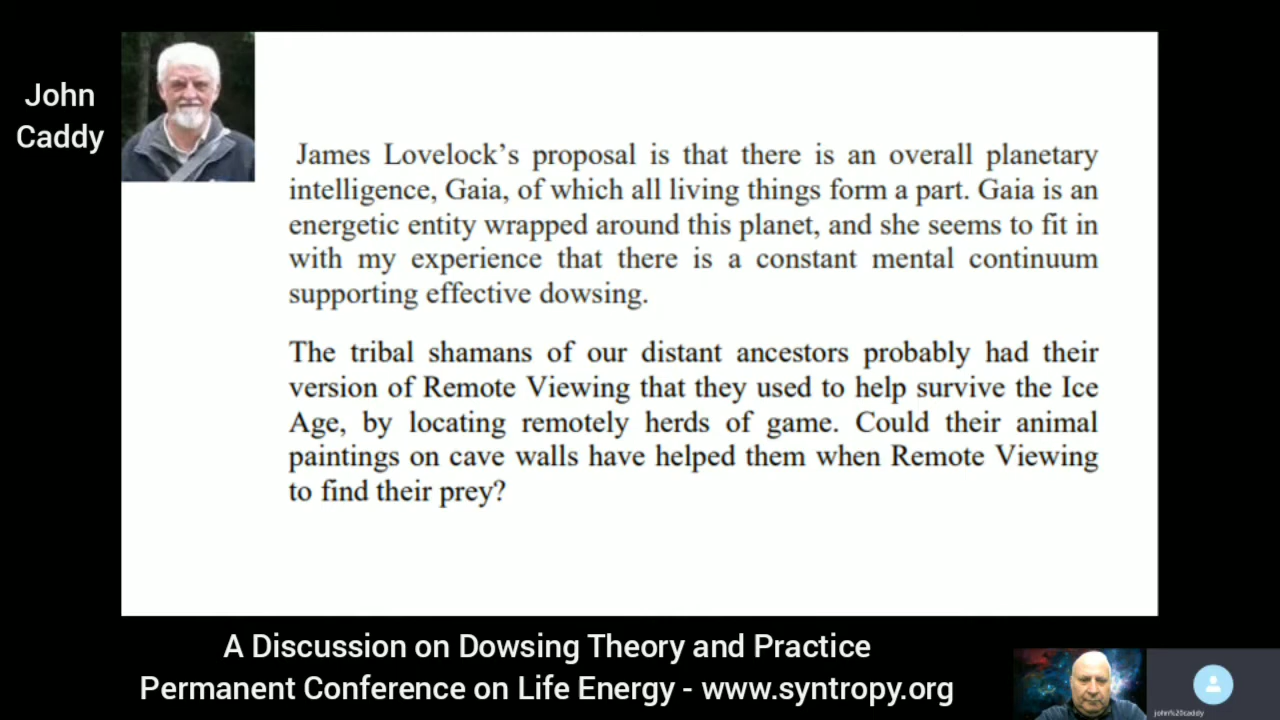 John
Caddy
James Lovelock's proposal is that there is an overall planetary
intelligence, Gaia, of which all living things form a part. Gaia is an
energetic entity wrapped around this planet, and she seems to fit in
with my experience that there is a constant mental continuum
supporting effective dowsing.
The tribal shamans of our distant ancestors probably had their
version of Remote Viewing that they used to help survive the Ice
Age, by locating remotely herds of game. Could their animal
paintings on cave walls have helped them when Remote Viewing
to find their prey?
A Discussion on Dowsing Theory and Practice
Permanent Conference on Life Energy - www.syntropy.org
john%20caddy